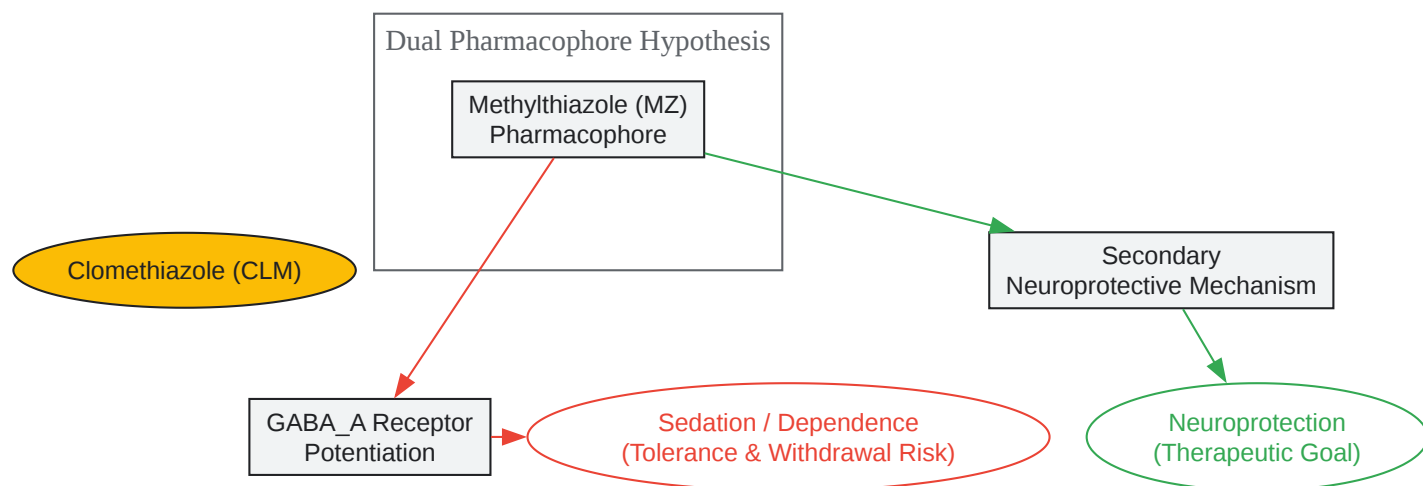 Dual Pharmacophore Hypothesis
Methylthiazole (MZ)
Pharmacophore
Clomethiazole (CLM)
Secondary
Neuroprotective Mechanism
GABA_A Receptor
Potentiation
Sedation / Dependence
(Tolerance & Withdrawal Risk)
Neuroprotection
(Therapeutic Goal)